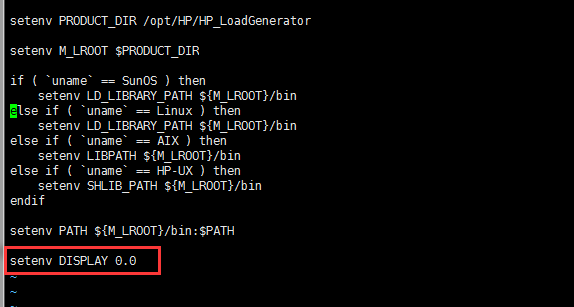 setenv PRODUCT_DIR /opt/HP/HP_LoadGenerator
setenv M_LROOT $PRODUCT_DIR
if ( `uname` == SunOS ) then
    setenv LD_LIBRARY_PATH ${M_LROOT}/bin
else if ( `uname` == Linux ) then
    setenv LD_LIBRARY_PATH ${M_LROOT}/bin
else if ( `uname` == AIX ) then
    setenv LIBPATH ${M_LROOT}/bin
else if ( `uname` == HP-UX ) then
    setenv SHLIB_PATH ${M_LROOT}/bin
endif
setenv PATH ${M_LROOT}/bin:$PATH
setenv DISPLAY 0.0
~
~
~